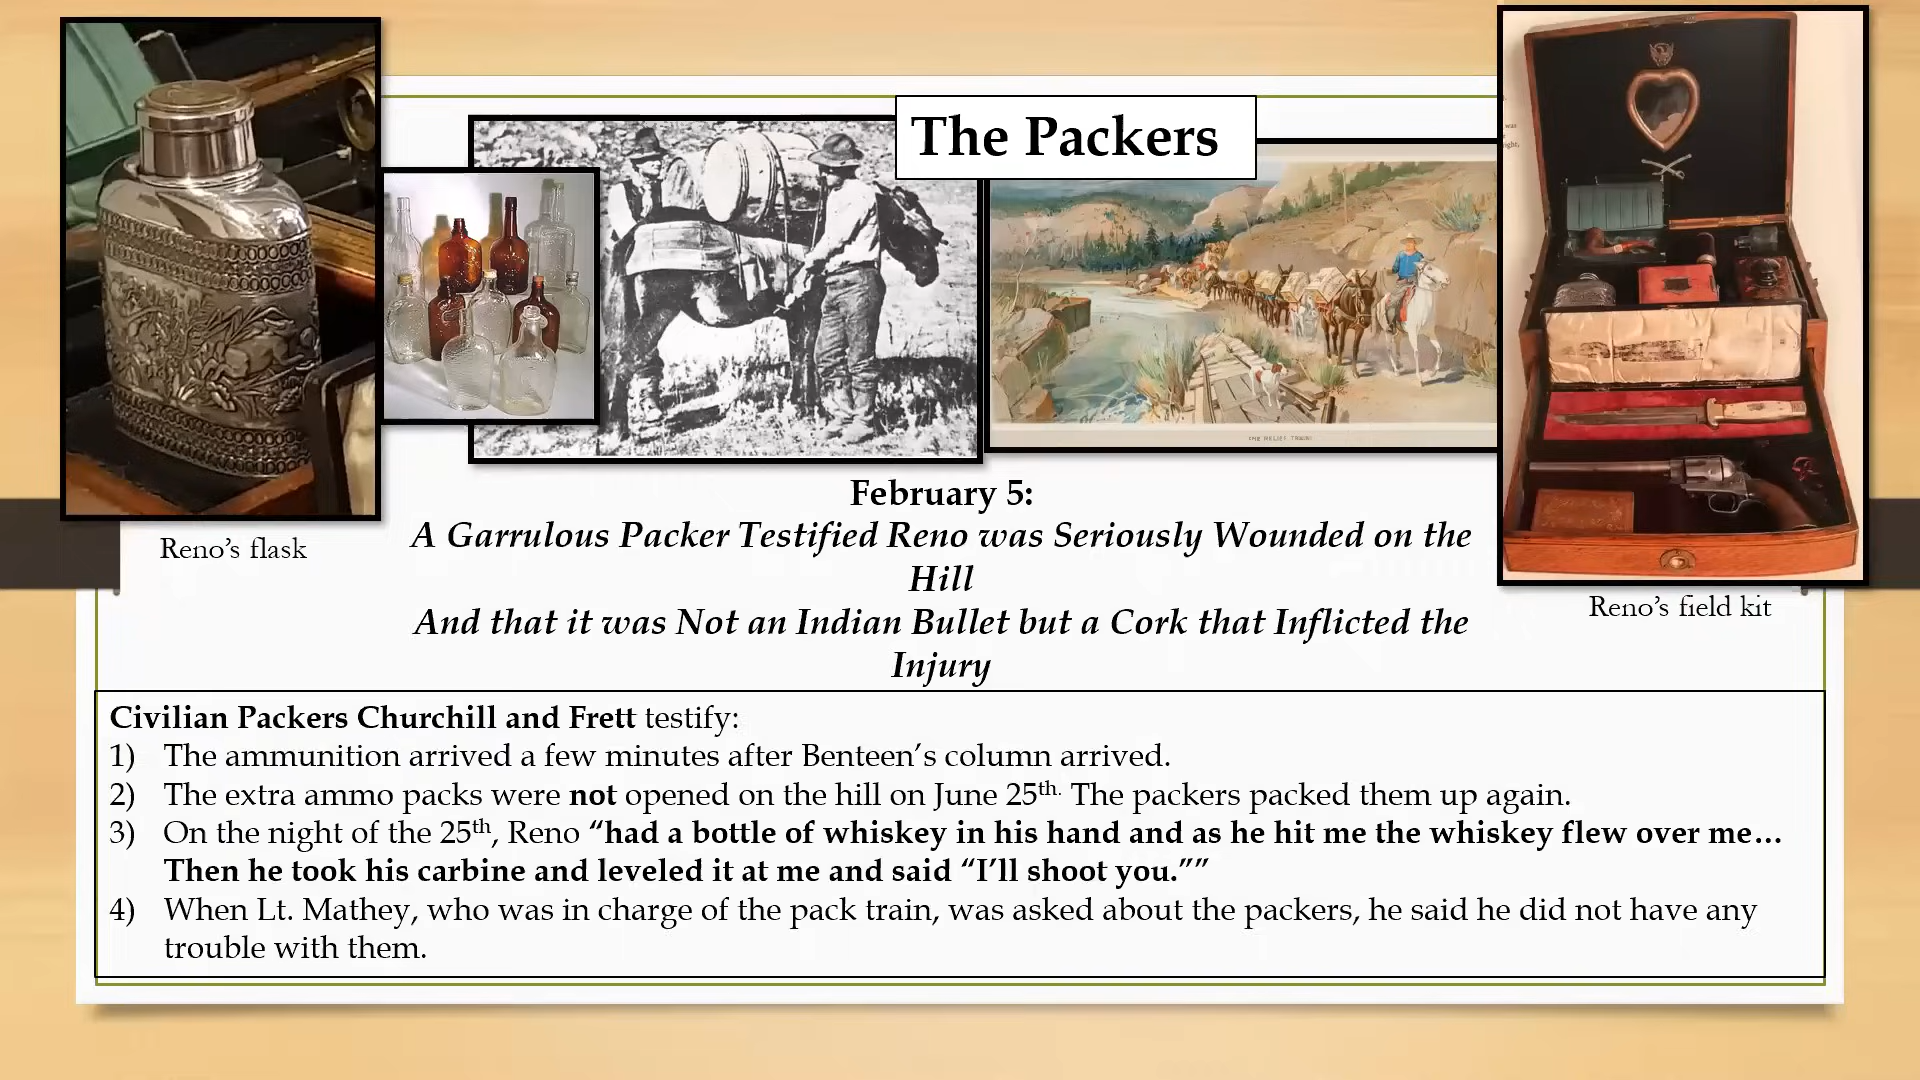 The Packers
was
ight.
THE RELIEF TRAIN
February 5:
A Garrulous Packer Testified Reno was Seriously Wounded on the
Hill
And that it was Not an Indian Bullet but a Cork that Inflicted the
Injury
Reno’s flask
Reno’s field kit
Civilian Packers Churchill and Frett testify:
1) The ammunition arrived a few minutes after Benteen’s column arrived.
2) The extra ammo packs were not opened on the hill on June 25th. The packers packed them up again.
3) On the night of the 25th, Reno “had a bottle of whiskey in his hand and as he hit me the whiskey flew over me…
Then he took his carbine and leveled it at me and said “I’ll shoot you.””
4) When Lt. Mathey, who was in charge of the pack train, was asked about the packers, he said he did not have any
trouble with them.